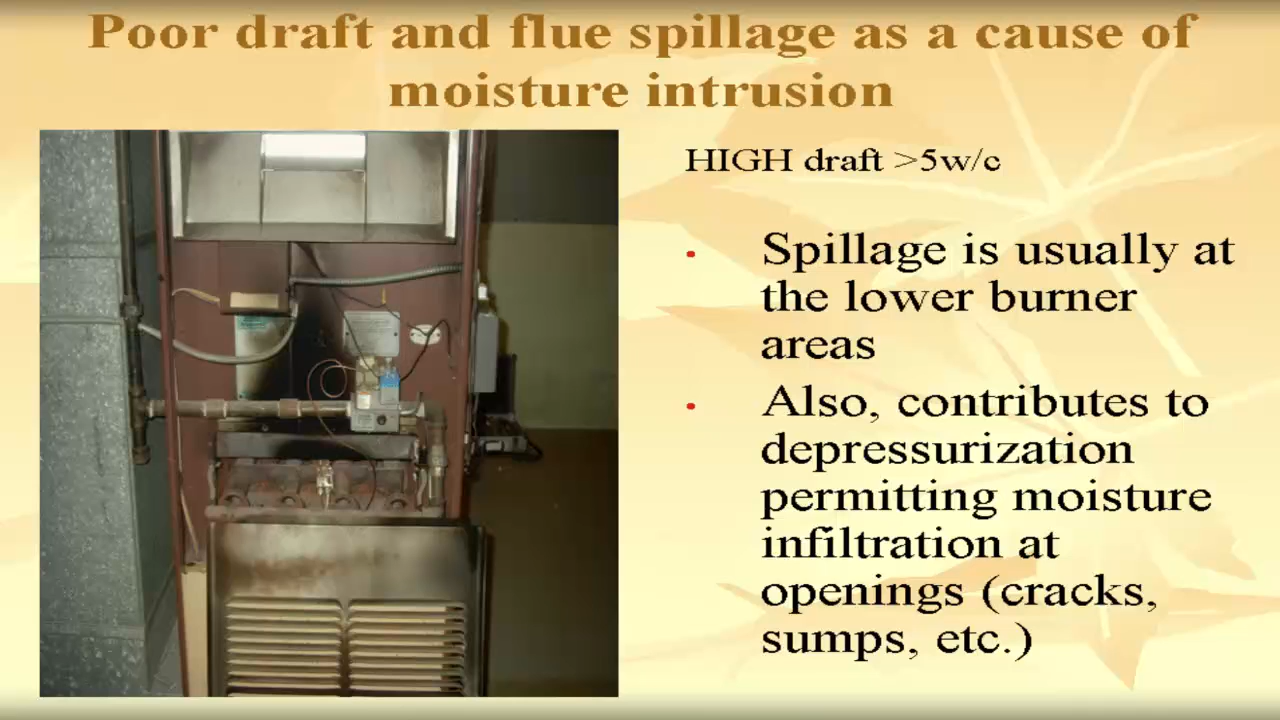 Poor draft and flue spillage as a cause of
moisture intrusion
HIGH draft >5w/c
• Spillage is usually at
the lower burner
areas
• Also, contributes to
depressurization
permitting moisture
infiltration at
openings (cracks,
sumps, etc.)